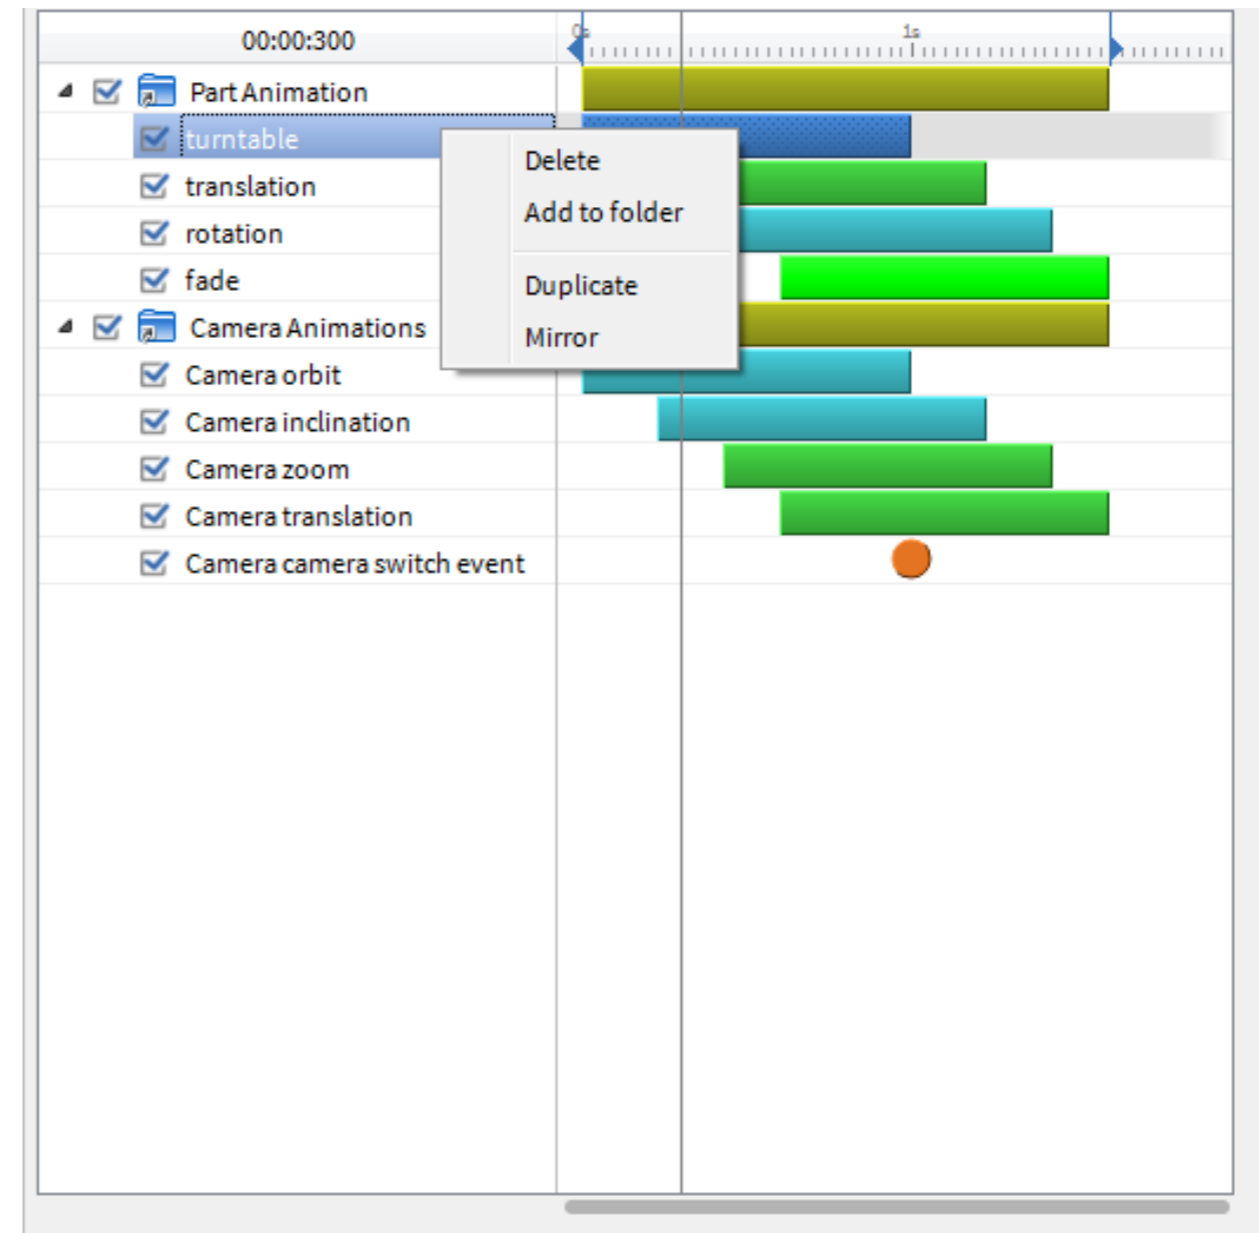 00:00:300
0s
1s
Part Animation
turntable
translation
rotation
fade
Camera Animations
Camera orbit
Camera inclination
Camera zoom
Camera translation
Camera camera switch event
Delete
Add to folder
Duplicate
Mirror